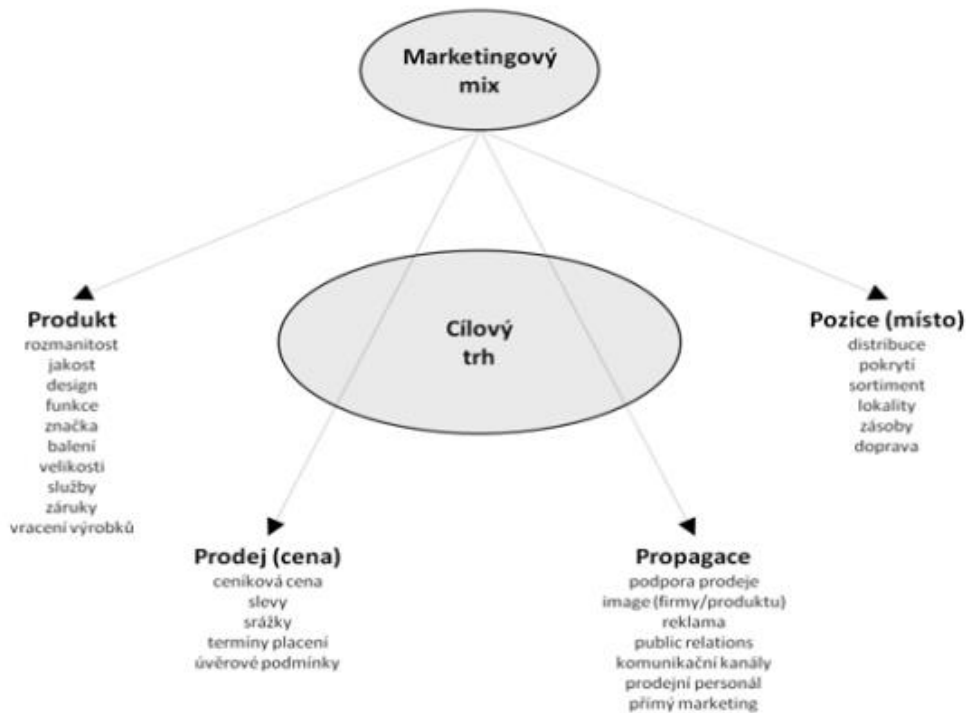 Marketingový
mix
Cílový
trh
Produkt
rozmanitost
jakost
design
funkce
značka
balení
velikosti
služby
záruky
vracení výrobků
Prodej (cena)
ceníková cena
slevy
srážky
termíny placení
úvěrové podmínky
Propagace
podpora prodeje
image (firmy/produktu)
reklama
public relations
komunikační kanály
prodejní personál
přímý marketing
Pozice (místo)
distribuce
pokrytí
sortiment
lokality
zásoby
doprava